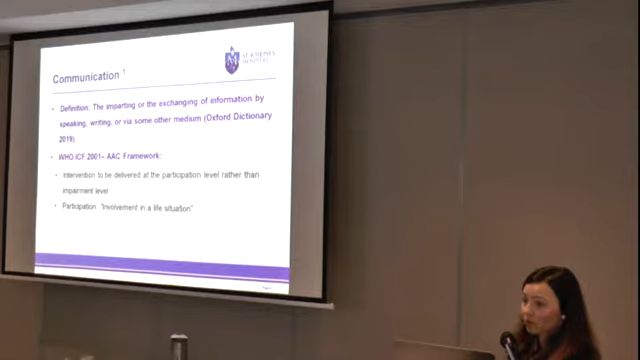 ST JOSEPH'S
HOSPITAL
Communication 1
• Definition: The imparting or the exchanging of information by
speaking, writing, or via some other medium (Oxford Dictionary
2019)
• WHO ICF 2001– AAC Framework:
• Intervention to be delivered at the participation level rather than
impairment level
• Participation "Involvement in a life situation"